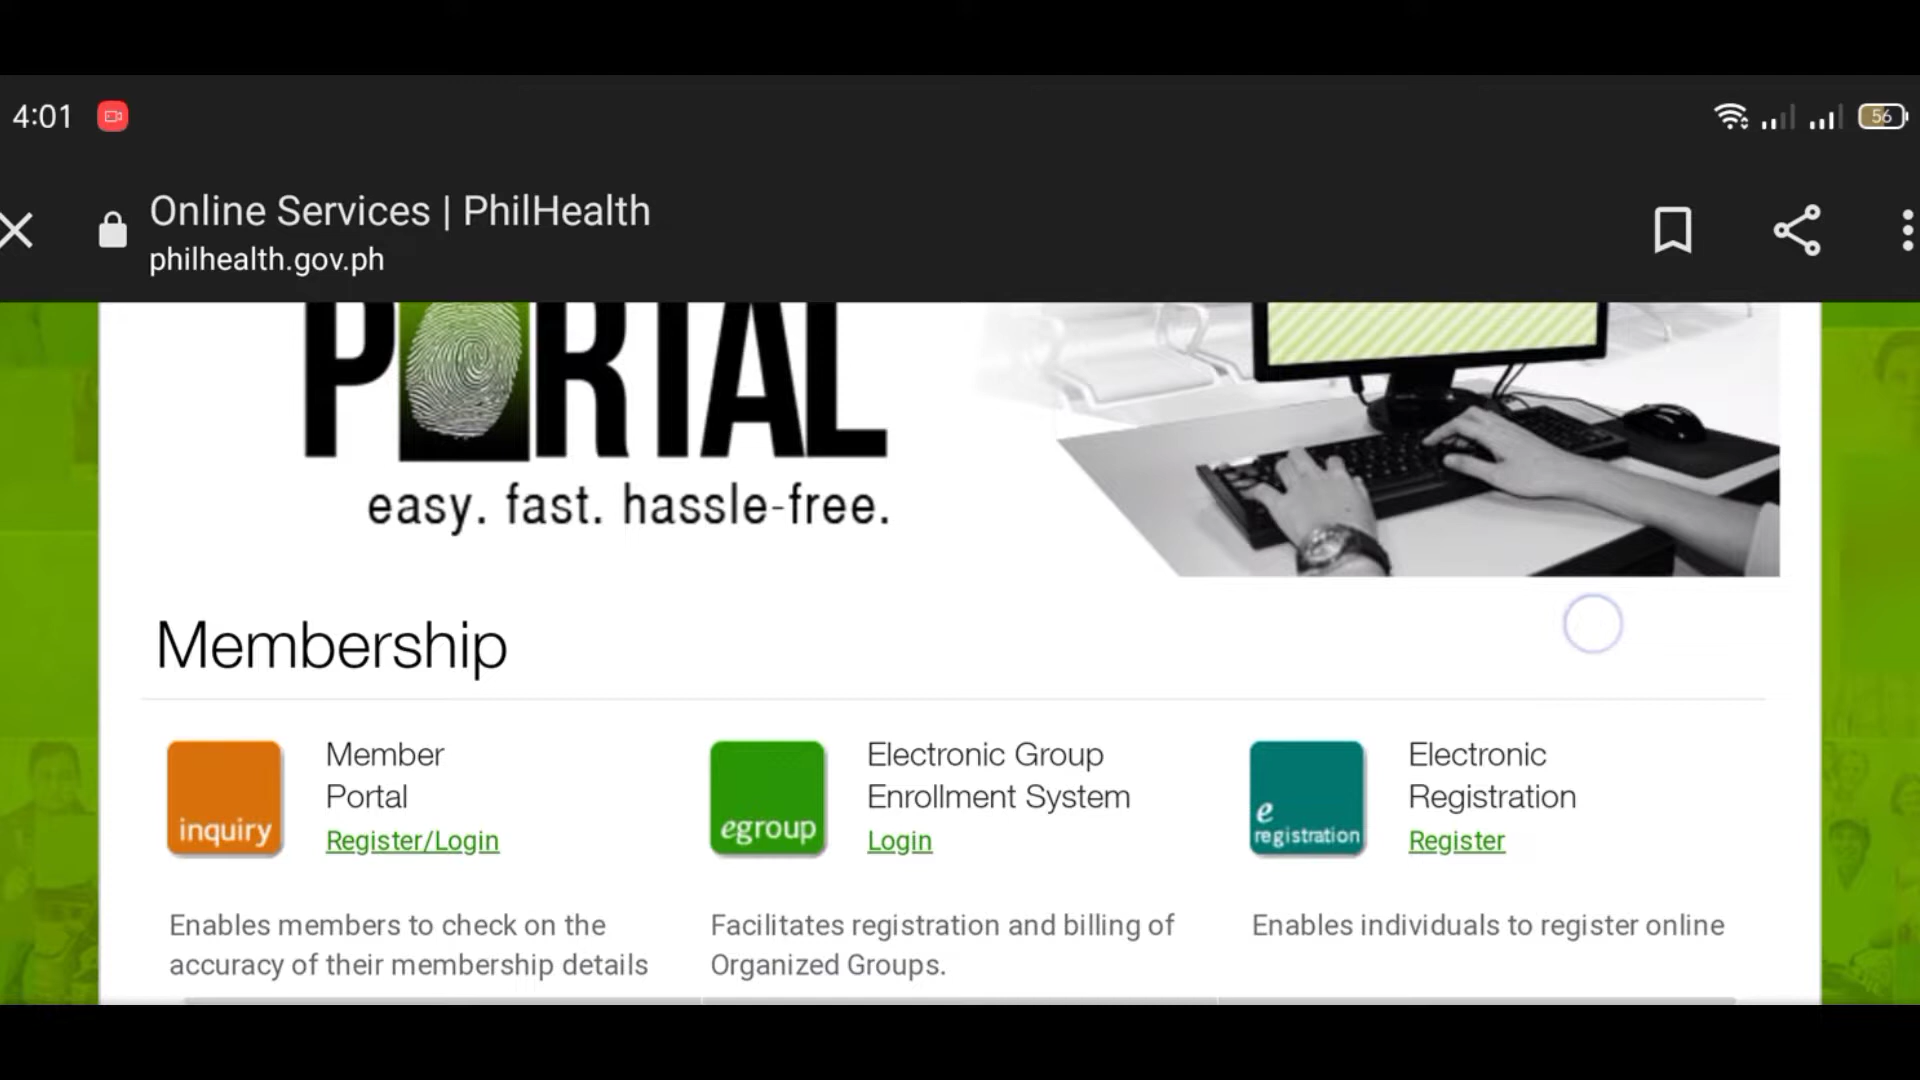 4:01
56
Online Services | PhilHealth
philhealth.gov.ph
PORTAL
easy. fast. hassle-free.
Membership
inquiry
Member
Portal
Register/Login
egroup
Electronic Group
Enrollment System
Login
e
registration
Electronic
Registration
Register
Enables members to check on the
accuracy of their membership details
Facilitates registration and billing of
Organized Groups.
Enables individuals to register online